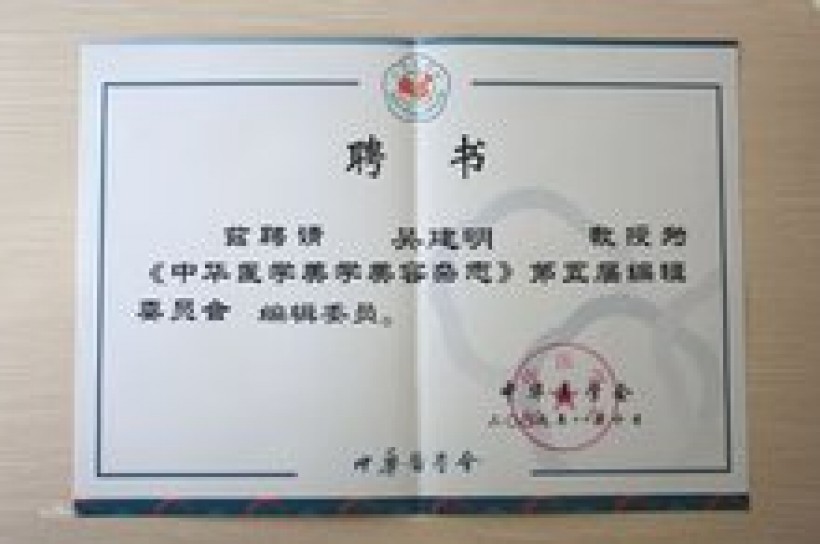 聘 书
兹聘请 吴建明 教授为
《中华医学美学美容杂志》第五届编辑
委员会 编辑委员。
中华医学会
中华医学会